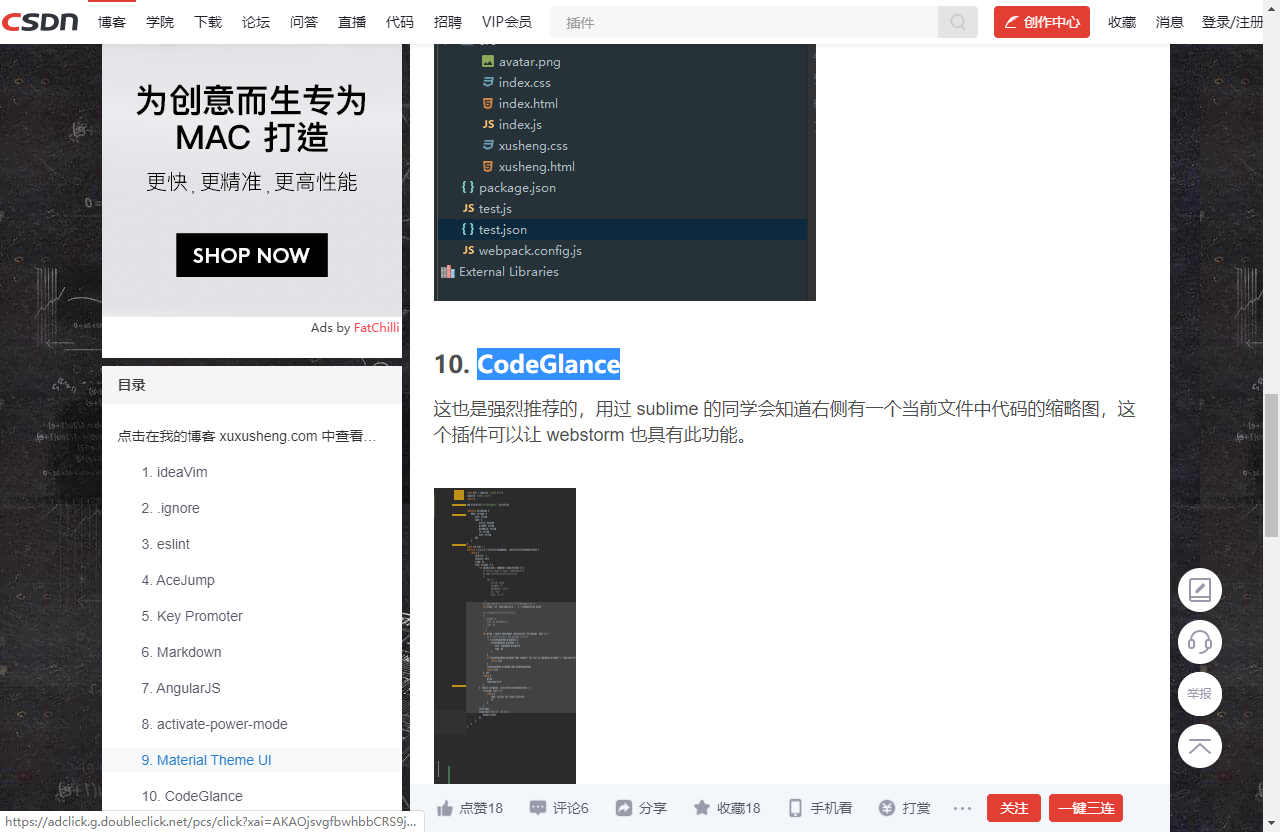 CSDN 博客 学院 下载 论坛 问答 直播 代码 招聘 VIP会员 插件 创作中心 收藏 消息 登录/注册
为创意而生专为
MAC 打造
更快，更精准，更高性能
SHOP NOW
Ads by FatChilli
目录
点击在我的博客 xuxusheng.com 中查看…
1. ideaVim
2. .ignore
3. eslint
4. AceJump
5. Key Promoter
6. Markdown
7. AngularJS
8. activate-power-mode
9. Material Theme UI
10. CodeGlance
avatar.png
index.css
index.html
index.js
xusheng.css
xusheng.html
{ } package.json
JS test.js
{ } test.json
JS webpack.config.js
External Libraries
10. CodeGlance
这也是强烈推荐的，用过 sublime 的同学会知道右侧有一个当前文件中代码的缩略图，这
个插件可以让 webstorm 也具有此功能。
举报
点赞18 评论6 分享 收藏18 手机看 打赏 ··· 关注 一键三连
https://adclick.g.doubleclick.net/pcs/click?xai=AKAOjsvgfbwhbbCRS9j...